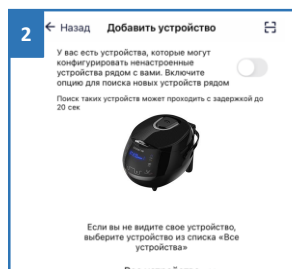 2
← Назад Добавить устройство
У вас есть устройства, которые могут
конфигурировать ненастроенные
устройства рядом с вами. Включите
опцию для поиска новых устройств рядом
Поиск таких устройств может проходить с задержкой до
20 сек
Если вы не видите свое устройство,
выберите устройство из списка «Все
устройства»